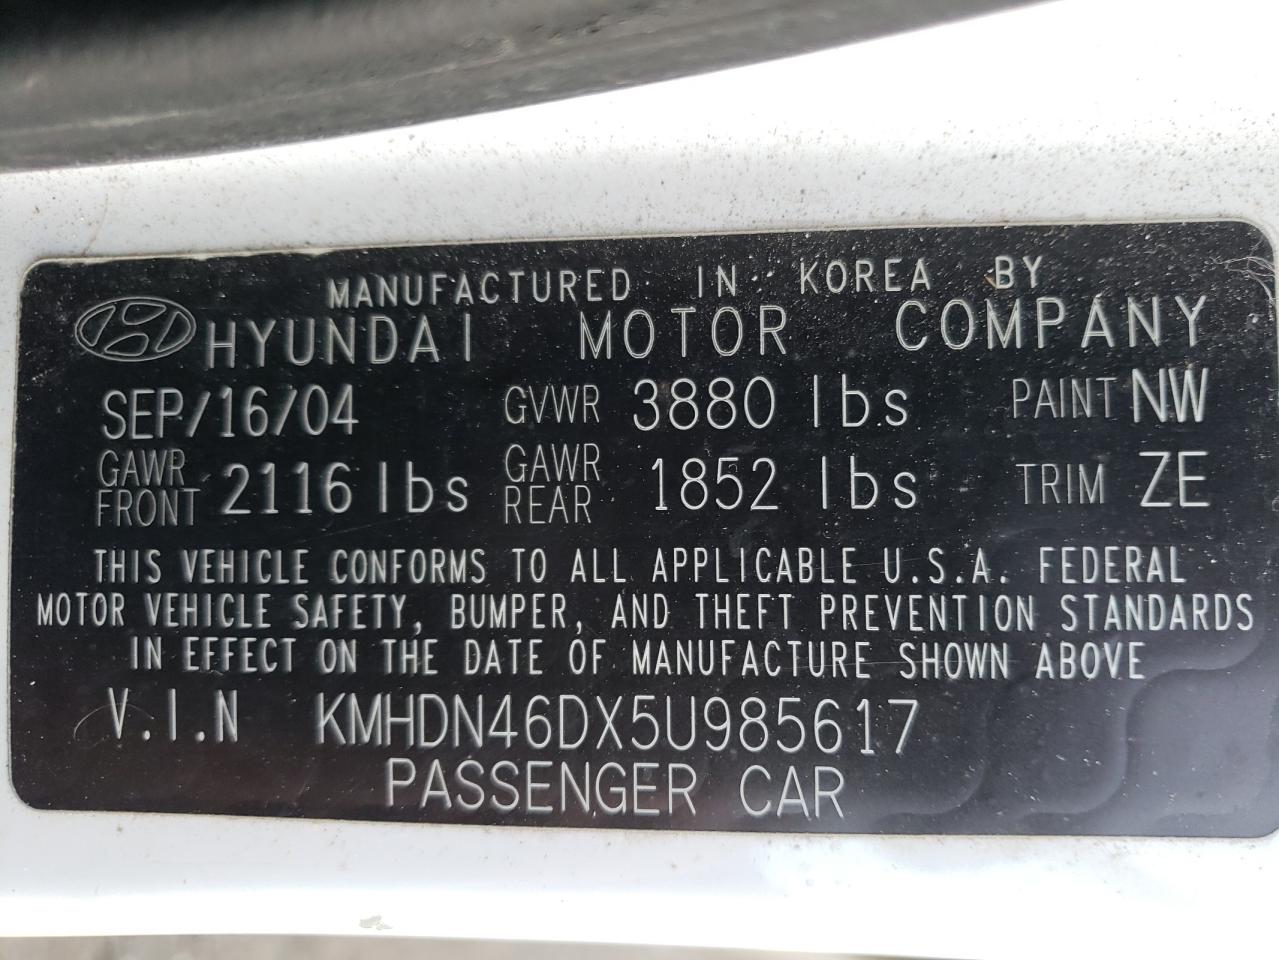 MANUFACTURED IN KOREA BY
HYUNDAI MOTOR COMPANY
SEP/16/04 GVWR 3880 lbs PAINT NW
GAWR FRONT 2116 lbs GAWR REAR 1852 lbs TRIM ZE
THIS VEHICLE CONFORMS TO ALL APPLICABLE U.S.A. FEDERAL
MOTOR VEHICLE SAFETY, BUMPER, AND THEFT PREVENTION STANDARDS
IN EFFECT ON THE DATE OF MANUFACTURE SHOWN ABOVE
V.I.N KMHDN46DX5U985617
PASSENGER CAR